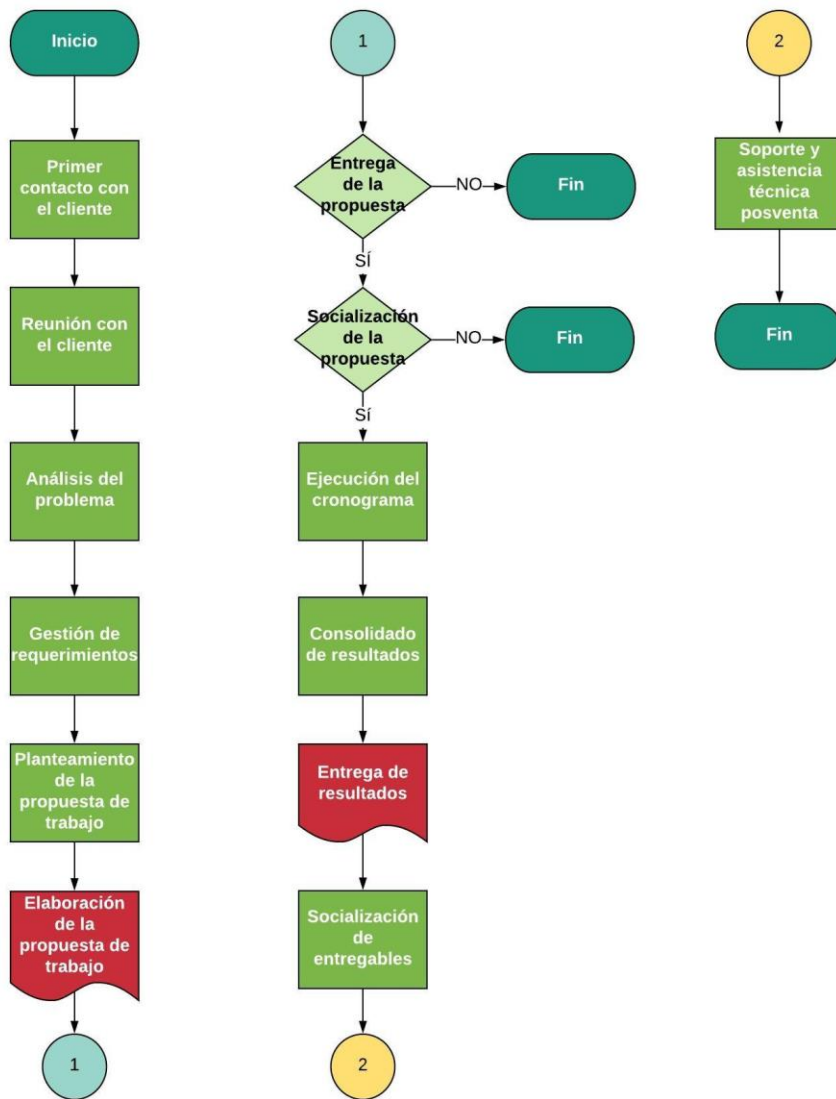 Inicio
Primer
contacto con
el cliente
Reunión con
el cliente
Análisis del
problema
Gestión de
requerimientos
Planteamiento
de la
propuesta de
trabajo
Elaboración
de la
propuesta de
trabajo
1
1
Entrega
de la
propuesta
NO
Fin
SÍ
Socialización
de la
propuesta
NO
Fin
Sí
Ejecución del
cronograma
Consolidado
de resultados
Entrega de
resultados
Socialización
de
entregables
2
2
Soporte y
asistencia
técnica
posventa
Fin